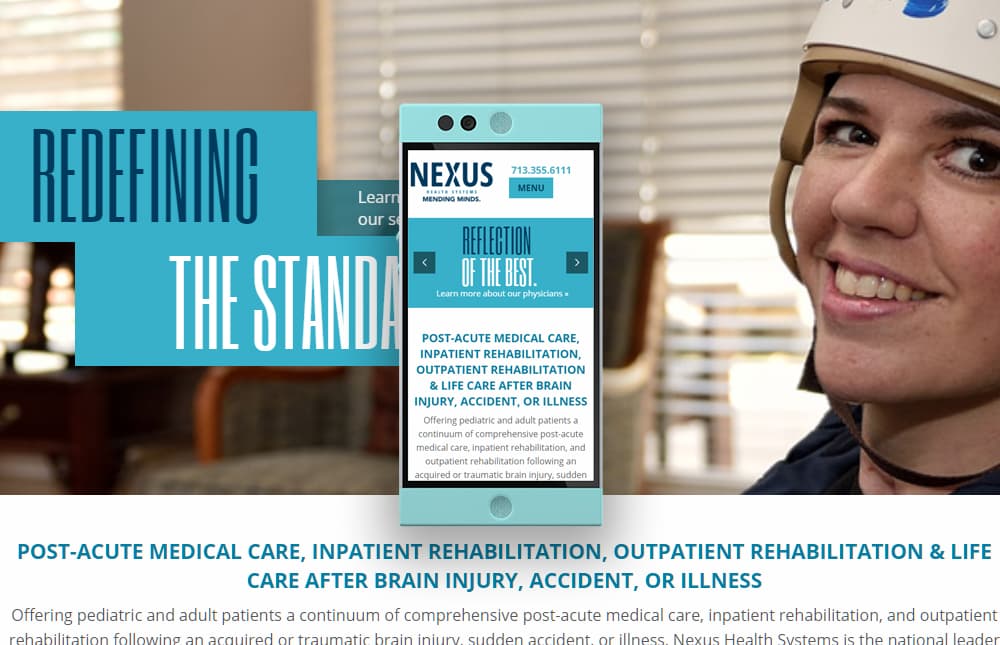 REDEFINING
Learn
our se
THE STANDA
NEXUS
HEALTH SYSTEMS
MENDING MINDS.
713.355.6111
MENU
REFLECTION
OF THE BEST.
Learn more about our physicians »
POST-ACUTE MEDICAL CARE,
INPATIENT REHABILITATION,
OUTPATIENT REHABILITATION
& LIFE CARE AFTER BRAIN
INJURY, ACCIDENT, OR ILLNESS
Offering pediatric and adult patients a
continuum of comprehensive post-acute
medical care, inpatient rehabilitation, and
outpatient rehabilitation following an
acquired or traumatic brain injury, sudden
POST-ACUTE MEDICAL CARE, INPATIENT REHABILITATION, OUTPATIENT REHABILITATION & LIFE
CARE AFTER BRAIN INJURY, ACCIDENT, OR ILLNESS
Offering pediatric and adult patients a continuum of comprehensive post-acute medical care, inpatient rehabilitation, and outpatient
rehabilitation following an acquired or traumatic brain injury, sudden accident, or illness, Nexus Health Systems is the national leader